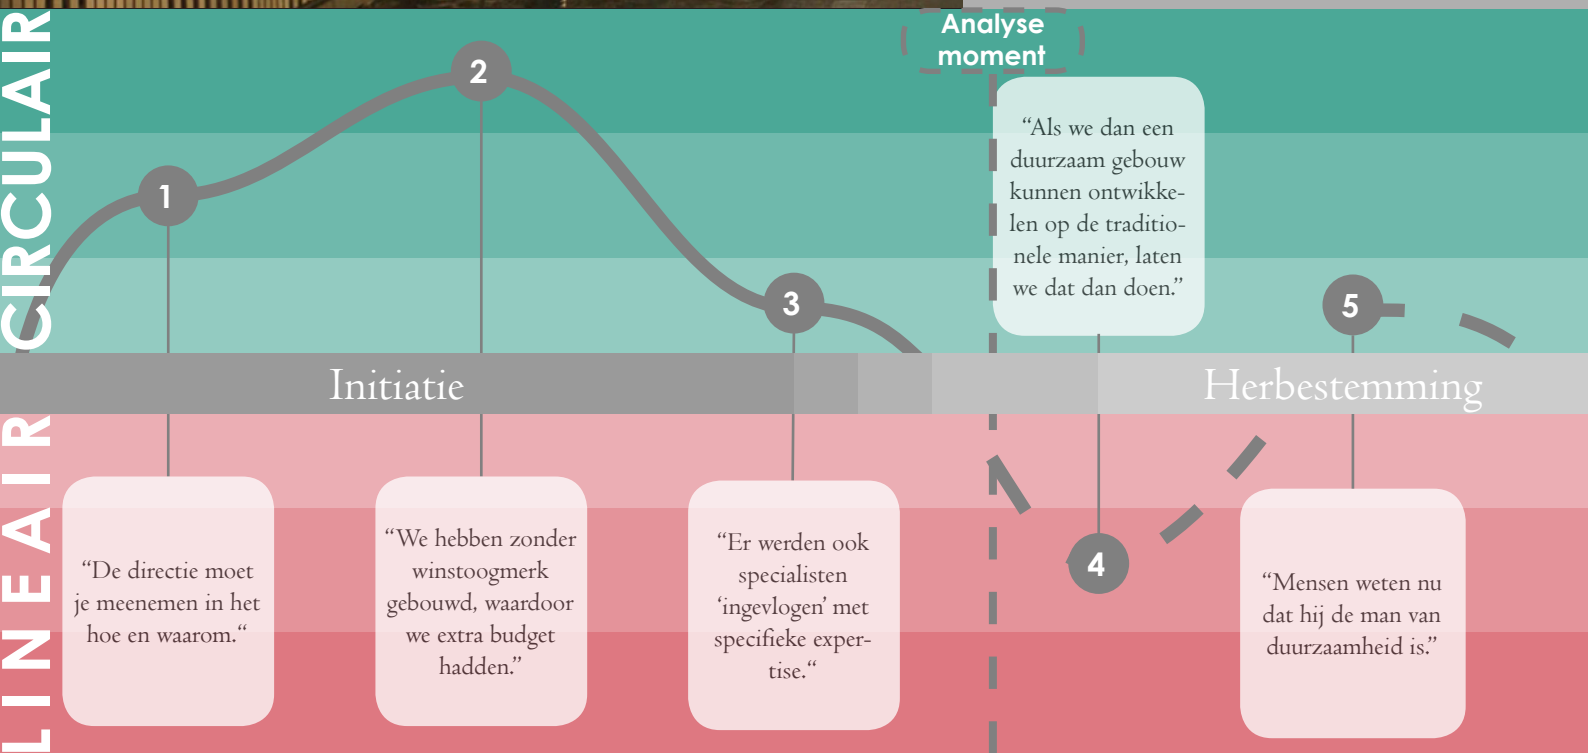 CIRCULAIR
LINEAIR
Analyse
moment
1
2
3
4
5
“Als we dan een
duurzaam gebouw
kunnen ontwikke-
len op de traditio-
nele manier, laten
we dat dan doen.”
Initiatie
Herbestemming
“De directie moet
je meenemen in het
hoe en waarom.“
“We hebben zonder
winstoogmerk
gebouwd, waardoor
we extra budget
hadden.”
“Er werden ook
specialisten
‘ingevlogen’ met
specifieke exper-
tise.“
“Mensen weten nu
dat hij de man van
duurzaamheid is.”